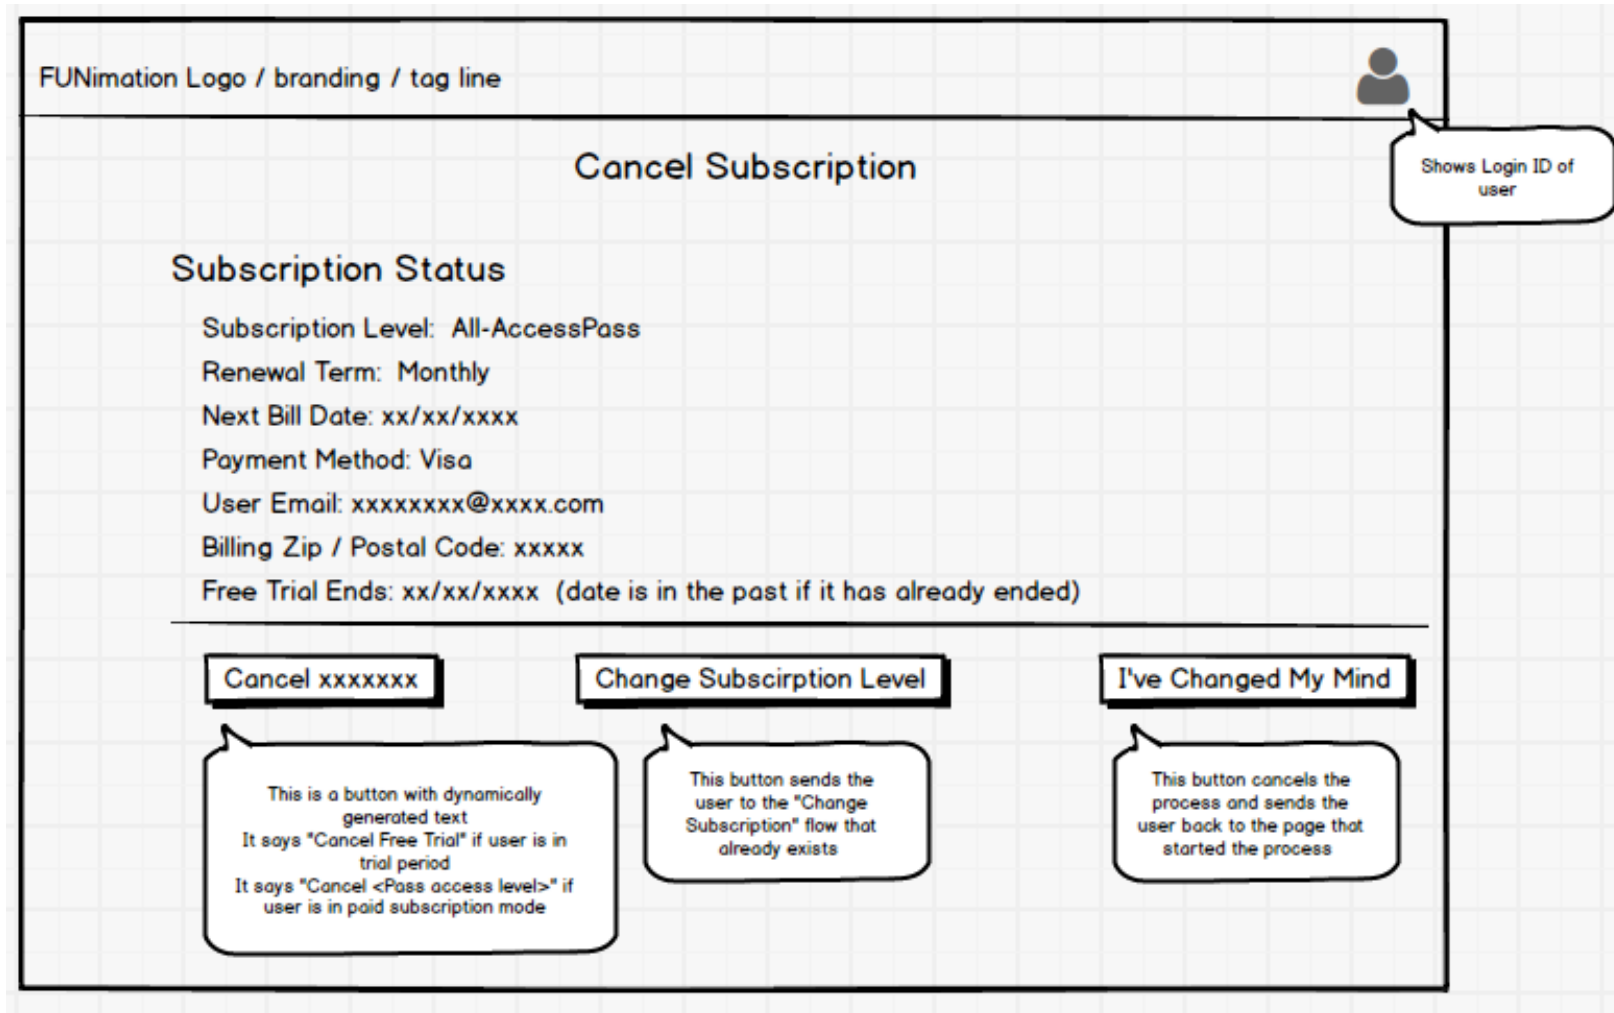 FUNimation Logo / branding / tag line
Shows Login ID of
user
Cancel Subscription
Subscription Status
Subscription Level:  All-AccessPass
Renewal Term:  Monthly
Next Bill Date: xx/xx/xxxx
Payment Method: Visa
User Email: xxxxxxxx@xxxx.com
Billing Zip / Postal Code: xxxxx
Free Trial Ends: xx/xx/xxxx  (date is in the past if it has already ended)
Cancel xxxxxxx
Change Subscirption Level
I've Changed My Mind
This is a button with dynamically
generated text
It says "Cancel Free Trial" if user is in
trial period
It says "Cancel <Pass access level>" if
user is in paid subscription mode
This button sends the
user to the "Change
Subscription" flow that
already exists
This button cancels the
process and sends the
user back to the page that
started the process